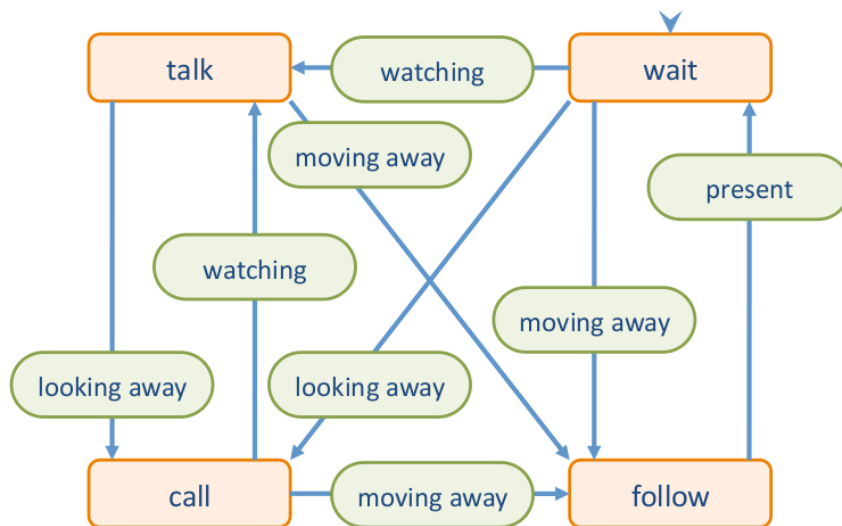 talk
watching
wait
moving away
present
watching
moving away
looking away
looking away
call
moving away
follow